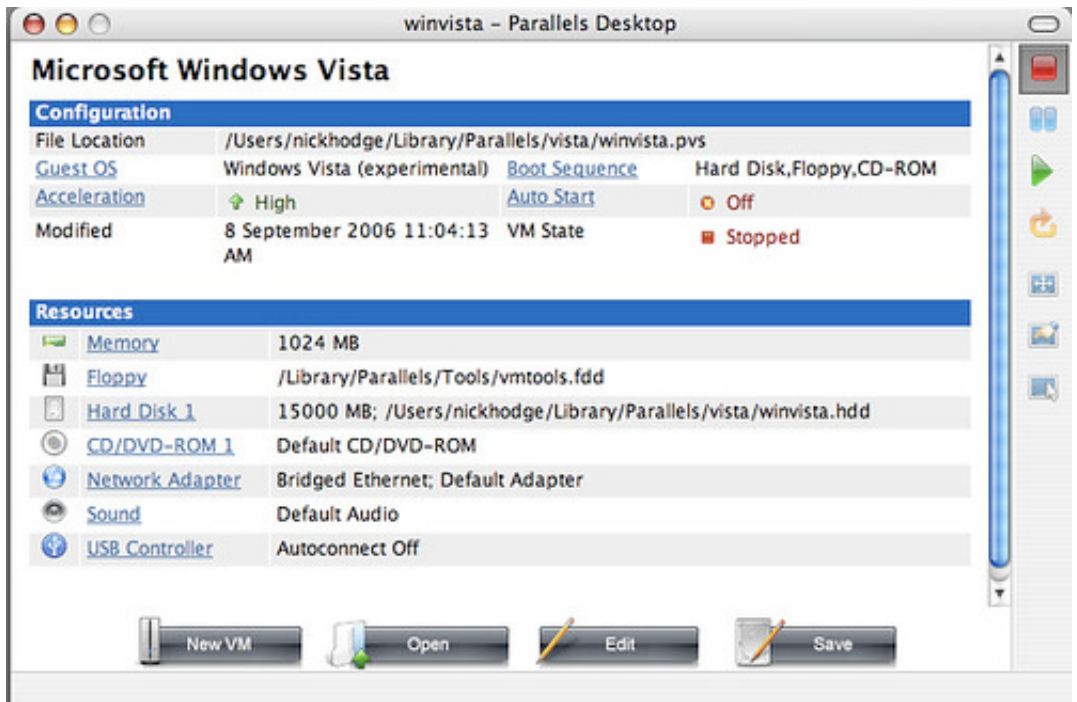 winvista – Parallels Desktop
Microsoft Windows Vista
Configuration
File Location /Users/nickhodge/Library/Parallels/vista/winvista.pvs
Guest OS Windows Vista (experimental) Boot Sequence Hard Disk,Floppy,CD-ROM
Acceleration High Auto Start Off
Modified 8 September 2006 11:04:13 VM State Stopped
AM
Resources
Memory 1024 MB
Floppy /Library/Parallels/Tools/vmtools.fdd
Hard Disk 1 15000 MB; /Users/nickhodge/Library/Parallels/vista/winvista.hdd
CD/DVD-ROM 1 Default CD/DVD-ROM
Network Adapter Bridged Ethernet; Default Adapter
Sound Default Audio
USB Controller Autoconnect Off
New VM Open Edit Save